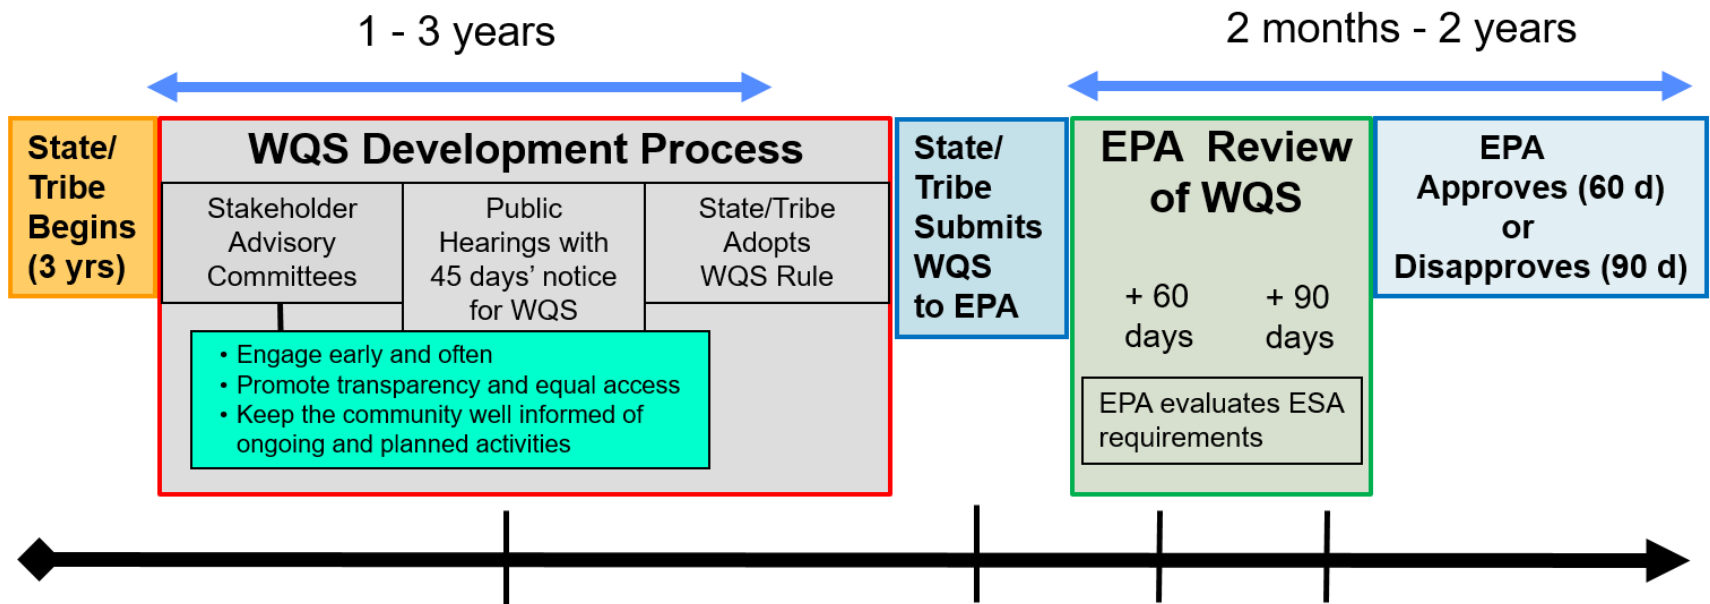 1 - 3 years
2 months - 2 years
State/
Tribe
Begins
(3 yrs)
WQS Development Process
Stakeholder
Advisory
Committees
Public
Hearings with
45 days’ notice
for WQS
State/Tribe
Adopts
WQS Rule
• Engage early and often
• Promote transparency and equal access
• Keep the community well informed of
ongoing and planned activities
State/
Tribe
Submits
WQS
to EPA
EPA Review
of WQS
+ 60
days
+ 90
days
EPA evaluates ESA
requirements
EPA
Approves (60 d)
or
Disapproves (90 d)